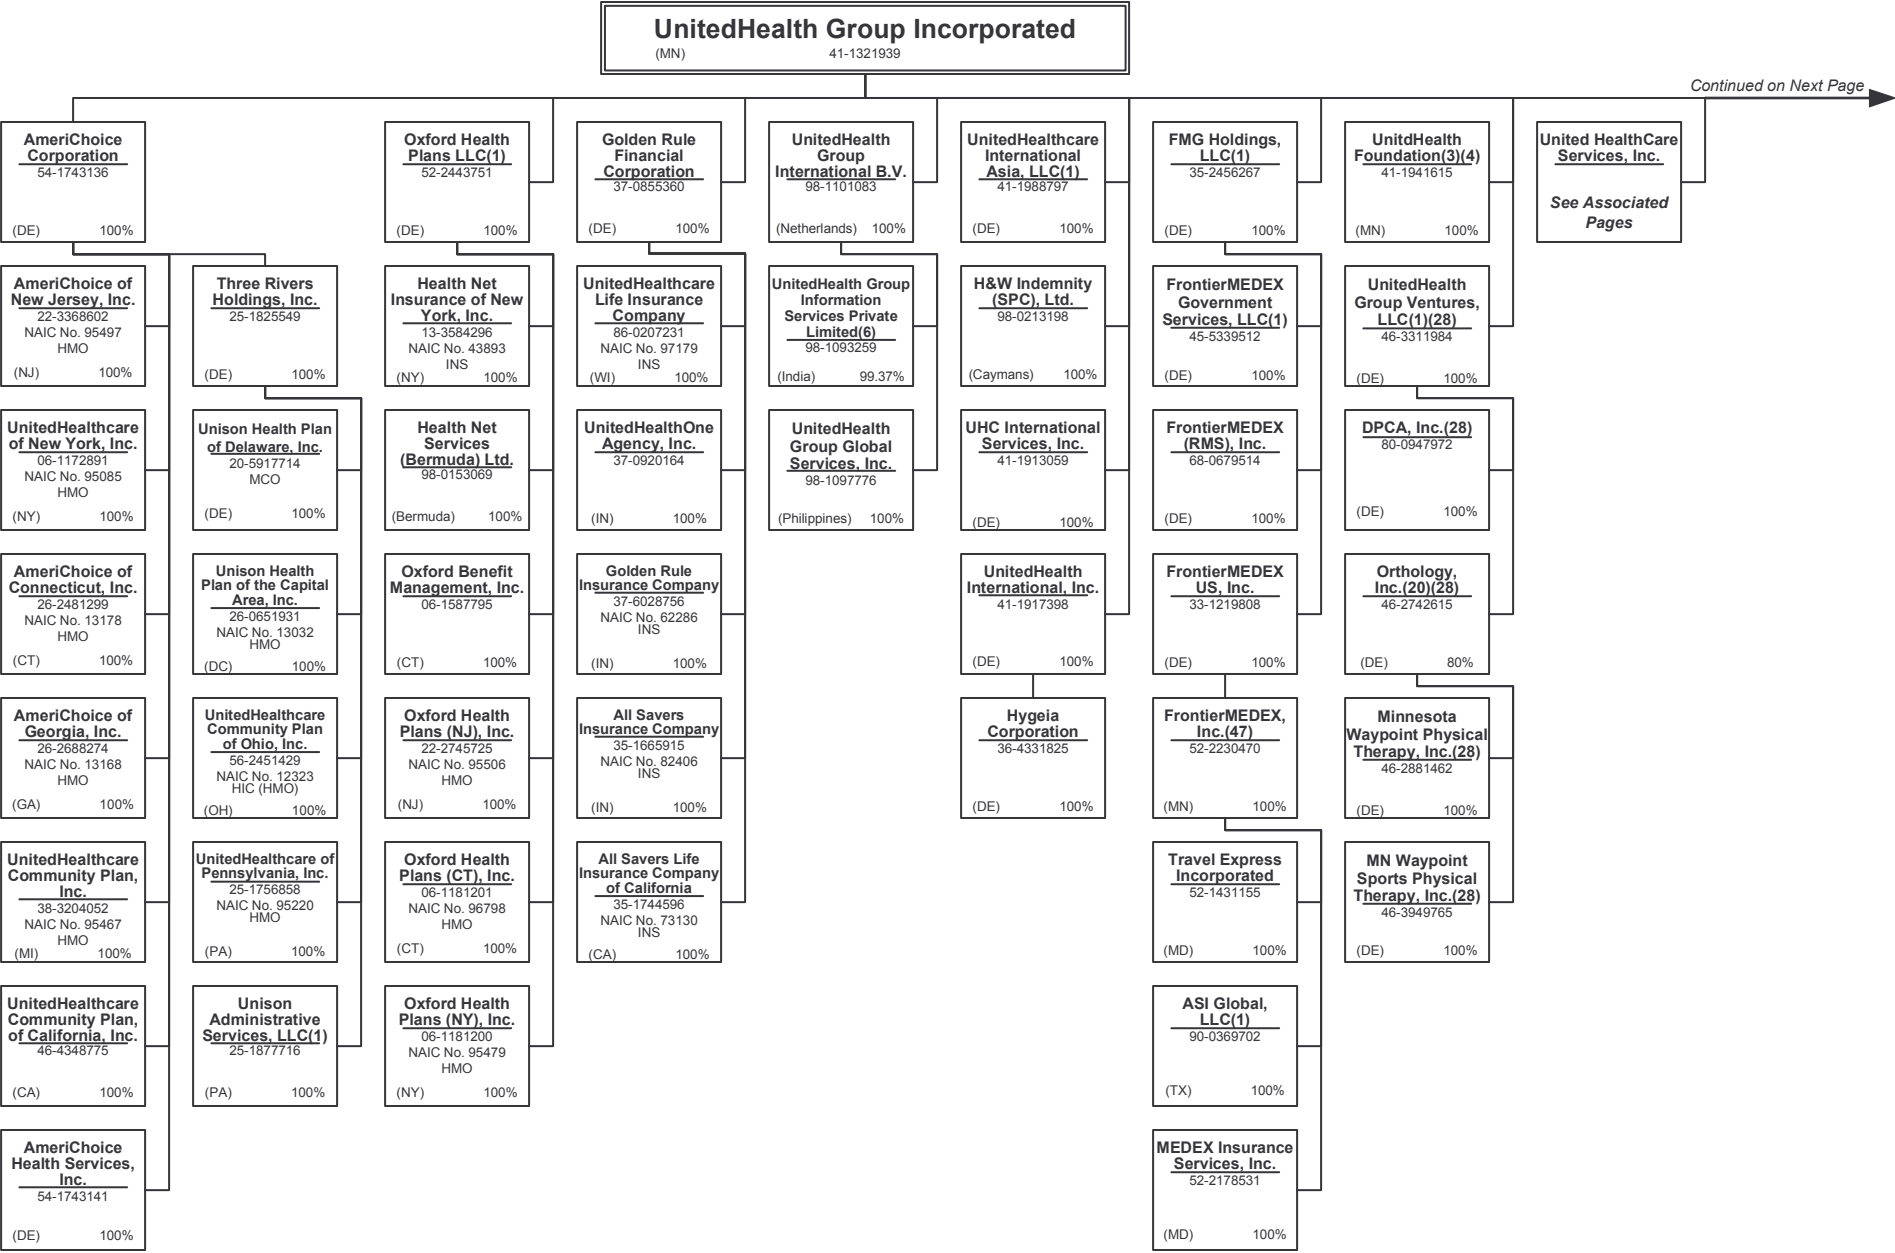 UnitedHealth Group Incorporated
(MN) 41-1321939
Continued on Next Page
AmeriChoice
Corporation
54-1743136
(DE) 100%
Oxford Health
Plans LLC(1)
52-2443751
(DE) 100%
Golden Rule
Financial
Corporation
37-0855360
(DE) 100%
UnitedHealth
Group
International B.V.
98-1101083
(Netherlands) 100%
UnitedHealthcare
International
Asia, LLC(1)
41-1988797
(DE) 100%
FMG Holdings,
LLC(1)
35-2456267
(DE) 100%
UnitdHealth
Foundation(3)(4)
41-1941615
(MN) 100%
United HealthCare
Services, Inc.
See Associated
Pages
AmeriChoice of
New Jersey, Inc.
22-3368602
NAIC No. 95497
HMO
(NJ) 100%
Three Rivers
Holdings, Inc.
25-1825549
(DE) 100%
Health Net
Insurance of New
York, Inc.
13-3584296
NAIC No. 43893
INS
(NY) 100%
UnitedHealthcare
Life Insurance
Company
86-0207231
NAIC No. 97179
INS
(WI) 100%
UnitedHealth Group
Information
Services Private
Limited(6)
98-1093259
(India) 99.37%
H&W Indemnity
(SPC), Ltd.
98-0213198
(Caymans) 100%
FrontierMEDEX
Government
Services, LLC(1)
45-5339512
(DE) 100%
UnitedHealth
Group Ventures,
LLC(1)(28)
46-3311984
(DE) 100%
UnitedHealthcare
of New York, Inc.
06-1172891
NAIC No. 95085
HMO
(NY) 100%
Unison Health Plan
of Delaware, Inc.
20-5917714
MCO
(DE) 100%
Health Net
Services
(Bermuda) Ltd.
98-0153069
(Bermuda) 100%
UnitedHealthOne
Agency, Inc.
37-0920164
(IN) 100%
UnitedHealth
Group Global
Services, Inc.
98-1097776
(Philippines) 100%
UHC International
Services, Inc.
41-1913059
(DE) 100%
FrontierMEDEX
(RMS), Inc.
68-0679514
(DE) 100%
DPCA, Inc.(28)
80-0947972
(DE) 100%
AmeriChoice of
Connecticut, Inc.
26-2481299
NAIC No. 13178
HMO
(CT) 100%
Unison Health
Plan of the Capital
Area, Inc.
26-0651931
NAIC No. 13032
HMO
(DC) 100%
Oxford Benefit
Management, Inc.
06-1587795
(CT) 100%
Golden Rule
Insurance Company
37-6028756
NAIC No. 62286
INS
(IN) 100%
UnitedHealth
International, Inc.
41-1917398
(DE) 100%
FrontierMEDEX
US, Inc.
33-1219808
(DE) 100%
Orthology,
Inc.(20)(28)
46-2742615
(DE) 80%
AmeriChoice of
Georgia, Inc.
26-2688274
NAIC No. 13168
HMO
(GA) 100%
UnitedHealthcare
Community Plan
of Ohio, Inc.
56-2451429
NAIC No. 12323
HIC (HMO)
(OH) 100%
Oxford Health
Plans (NJ), Inc.
22-2745725
NAIC No. 95506
HMO
(NJ) 100%
All Savers
Insurance Company
35-1665915
NAIC No. 82406
INS
(IN) 100%
Hygeia
Corporation
36-4331825
(DE) 100%
FrontierMEDEX,
Inc.(47)
52-2230470
(MN) 100%
Minnesota
Waypoint Physical
Therapy, Inc.(28)
46-2881462
(DE) 100%
UnitedHealthcare
Community Plan,
Inc.
38-3204052
NAIC No. 95467
HMO
(MI) 100%
UnitedHealthcare of
Pennsylvania, Inc.
25-1756858
NAIC No. 95220
HMO
(PA) 100%
Oxford Health
Plans (CT), Inc.
06-1181201
NAIC No. 96798
HMO
(CT) 100%
All Savers Life
Insurance Company
of California
35-1744596
NAIC No. 73130
INS
(CA) 100%
Travel Express
Incorporated
52-1431155
(MD) 100%
MN Waypoint
Sports Physical
Therapy, Inc.(28)
46-3949765
(DE) 100%
UnitedHealthcare
Community Plan,
of California, Inc.
46-4348775
(CA) 100%
Unison
Administrative
Services, LLC(1)
25-1877716
(PA) 100%
Oxford Health
Plans (NY), Inc.
06-1181200
NAIC No. 95479
HMO
(NY) 100%
ASI Global,
LLC(1)
90-0369702
(TX) 100%
AmeriChoice
Health Services,
Inc.
54-1743141
(DE) 100%
MEDEX Insurance
Services, Inc.
52-2178531
(MD) 100%